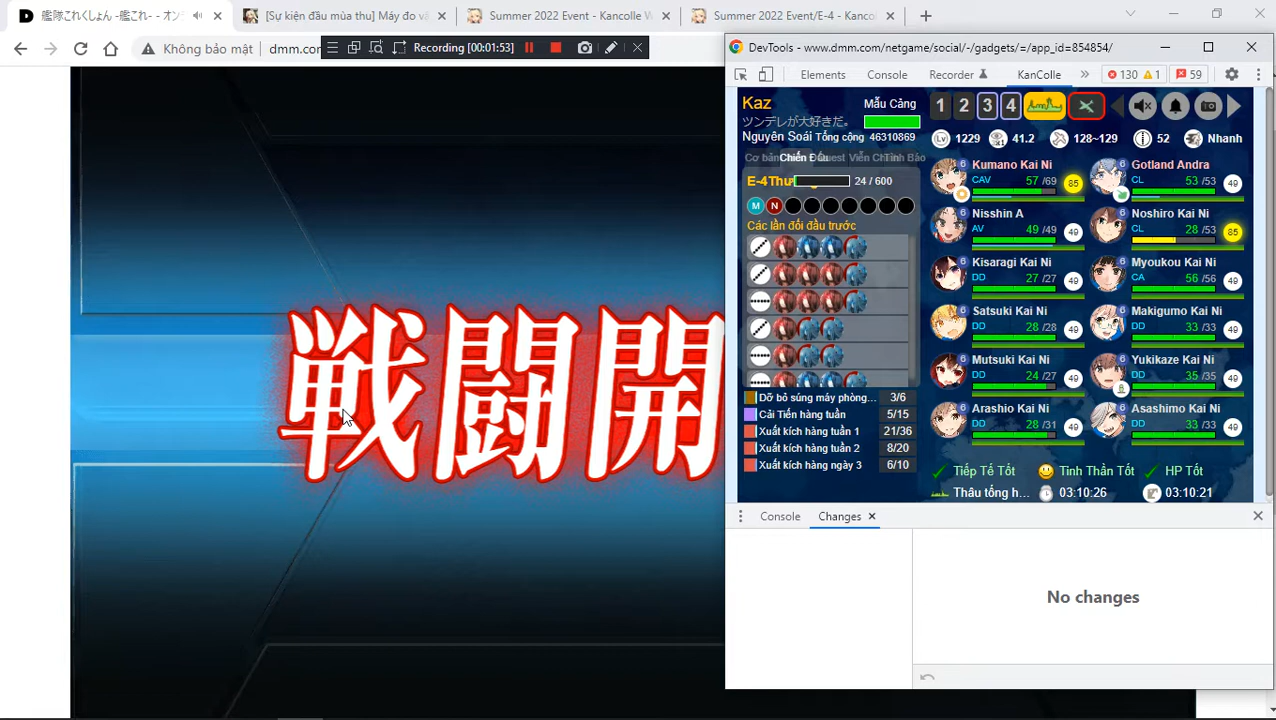 艦隊これくしょん -艦これ- - オン
[Sự kiện đầu mùa thu] Máy đo vă
Summer 2022 Event - Kancolle W
Summer 2022 Event/E-4 - Kanco
Không bảo mật
dmm.com
Recording [00:01:53]
DevTools - www.dmm.com/netgame/social/-/gadgets/=/app_id=854854/
Elements
Console
Recorder
KanColle
130
1
59
Kaz
ツンデレが大好きだ。
Mẫu Cảng
Nguyên Soái Tổng cộng 46310869
1 2 3 4
Lv 1229
x1 41.2
128~129
52
Nhanh
Cơ bản Chiến Đấu Quest Viễn Chinh Tình Báo
24 / 600
M N
Các lần đối đầu trước
戦闘開
Kumano Kai Ni
CAV 57 /69 85
Gotland Andra
CL 53 /53 49
Nisshin A
AV 49 /49 49
Noshiro Kai Ni
CL 28 /53 85
Kisaragi Kai Ni
DD 27 /27 49
Myoukou Kai Ni
CA 56 /56 49
Satsuki Kai Ni
DD 28 /28 49
Makigumo Kai Ni
DD 33 /33 49
Mutsuki Kai Ni
DD 24 /27 49
Yukikaze Kai Ni
DD 35 /35 49
Arashio Kai Ni
DD 28 /31 49
Asashimo Kai Ni
DD 33 /33 49
Dỡ bỏ súng máy phòng... 3/6
Cải Tiến hàng tuần 5/15
Xuất kích hàng tuần 1 21/36
Xuất kích hàng tuần 2 8/20
Xuất kích hàng ngày 3 6/10
Tiếp Tế Tốt
Tinh Thần Tốt
HP Tốt
Thâu tổng h...
03:10:26
03:10:21
Console
Changes
No changes